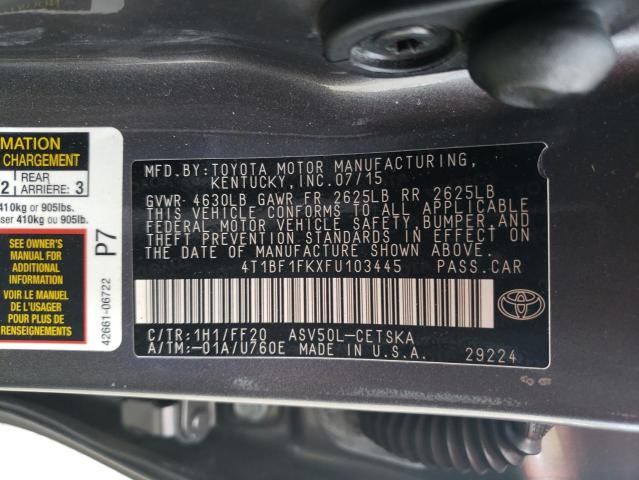 MFD.BY: TOYOTA MOTOR MANUFACTURING,
KENTUCKY, INC. 07/15
GVWR: 4630LB GAWR FR 2625LB RR 2625LB
THIS VEHICLE CONFORMS TO ALL APPLICABLE
FEDERAL MOTOR VEHICLE SAFETY, BUMPER AND
THEFT PREVENTION STANDARDS IN EFFECT ON
THE DATE OF MANUFACTURE SHOWN ABOVE.
4T1BF1FKXFU103445 PASS.CAR
C/TR: 1H1/FF20 ASV50L-CETSKA
A/TM: -01A/U760E MADE IN U.S.A. 29224
MATION
CHARGEMENT
REAR
2 ARRIÈRE: 3
410kg or 905lbs.
ser 410kg ou 905lb.
SEE OWNER'S
MANUAL FOR
ADDITIONAL
INFORMATION
VOIR LE MANUEL
DE L'USAGER
POUR PLUS DE
RENSEIGNEMENTS
P7
42661-06722